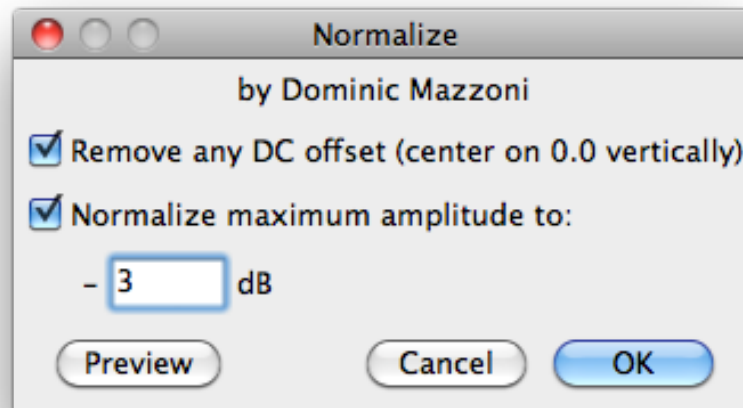 Normalize
by Dominic Mazzoni
Remove any DC offset (center on 0.0 vertically)
Normalize maximum amplitude to:
– 3 dB
Preview Cancel OK